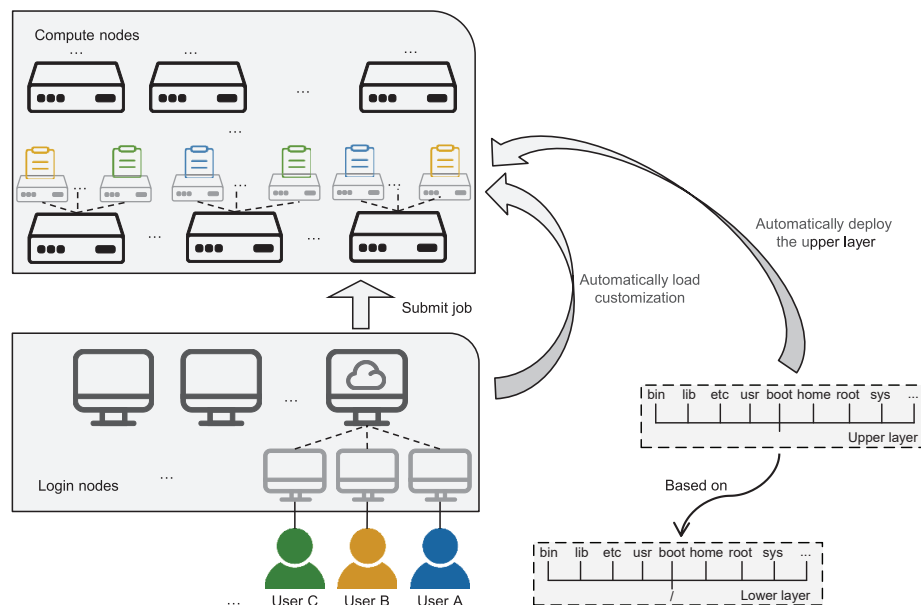 Compute nodes
... ... ...
...
...
... ... ...
... ...
Automatically deploy
the upper layer
Automatically load
customization
Submit job
...
bin lib etc usr boot home root sys ...
Upper layer
Login nodes
...
Based on
bin lib etc usr boot home root sys ...
/
Lower layer
... User C User B User A